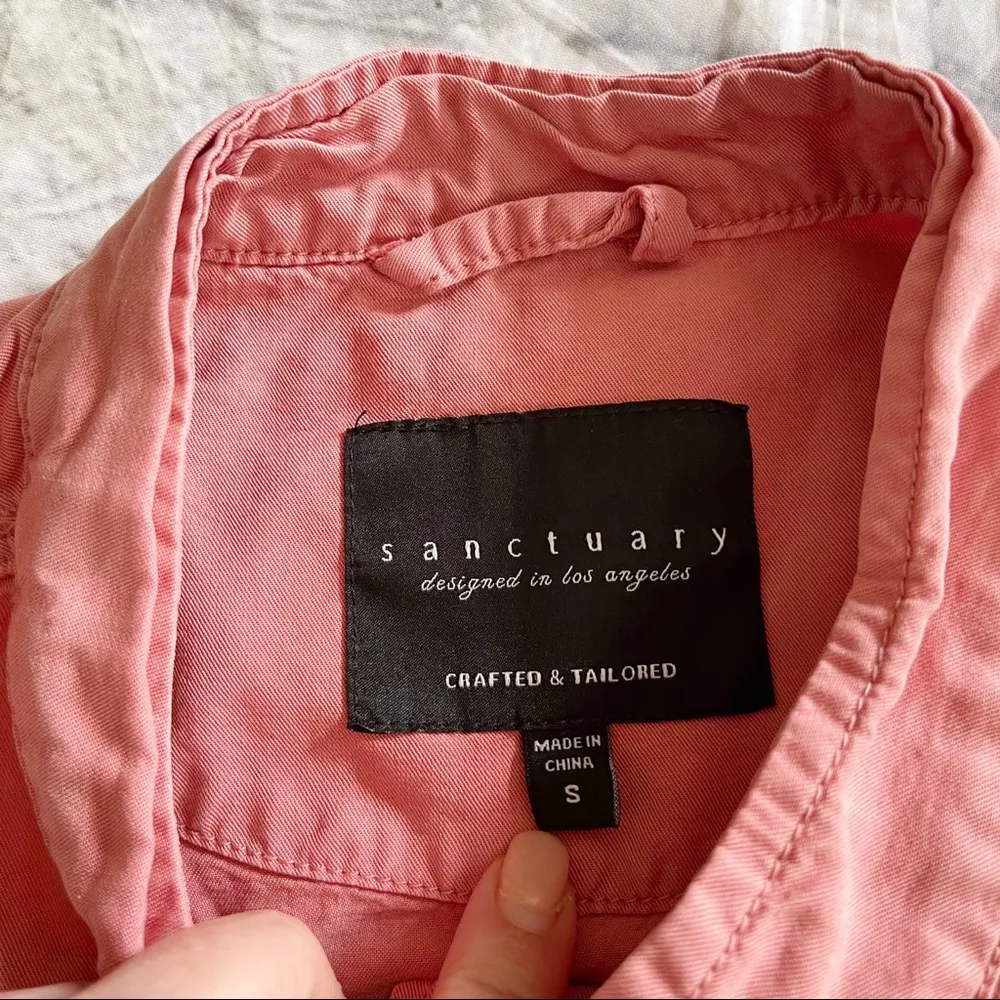 sanctuary
designed in los angeles
CRAFTED & TAILORED
MADE IN
CHINA
S